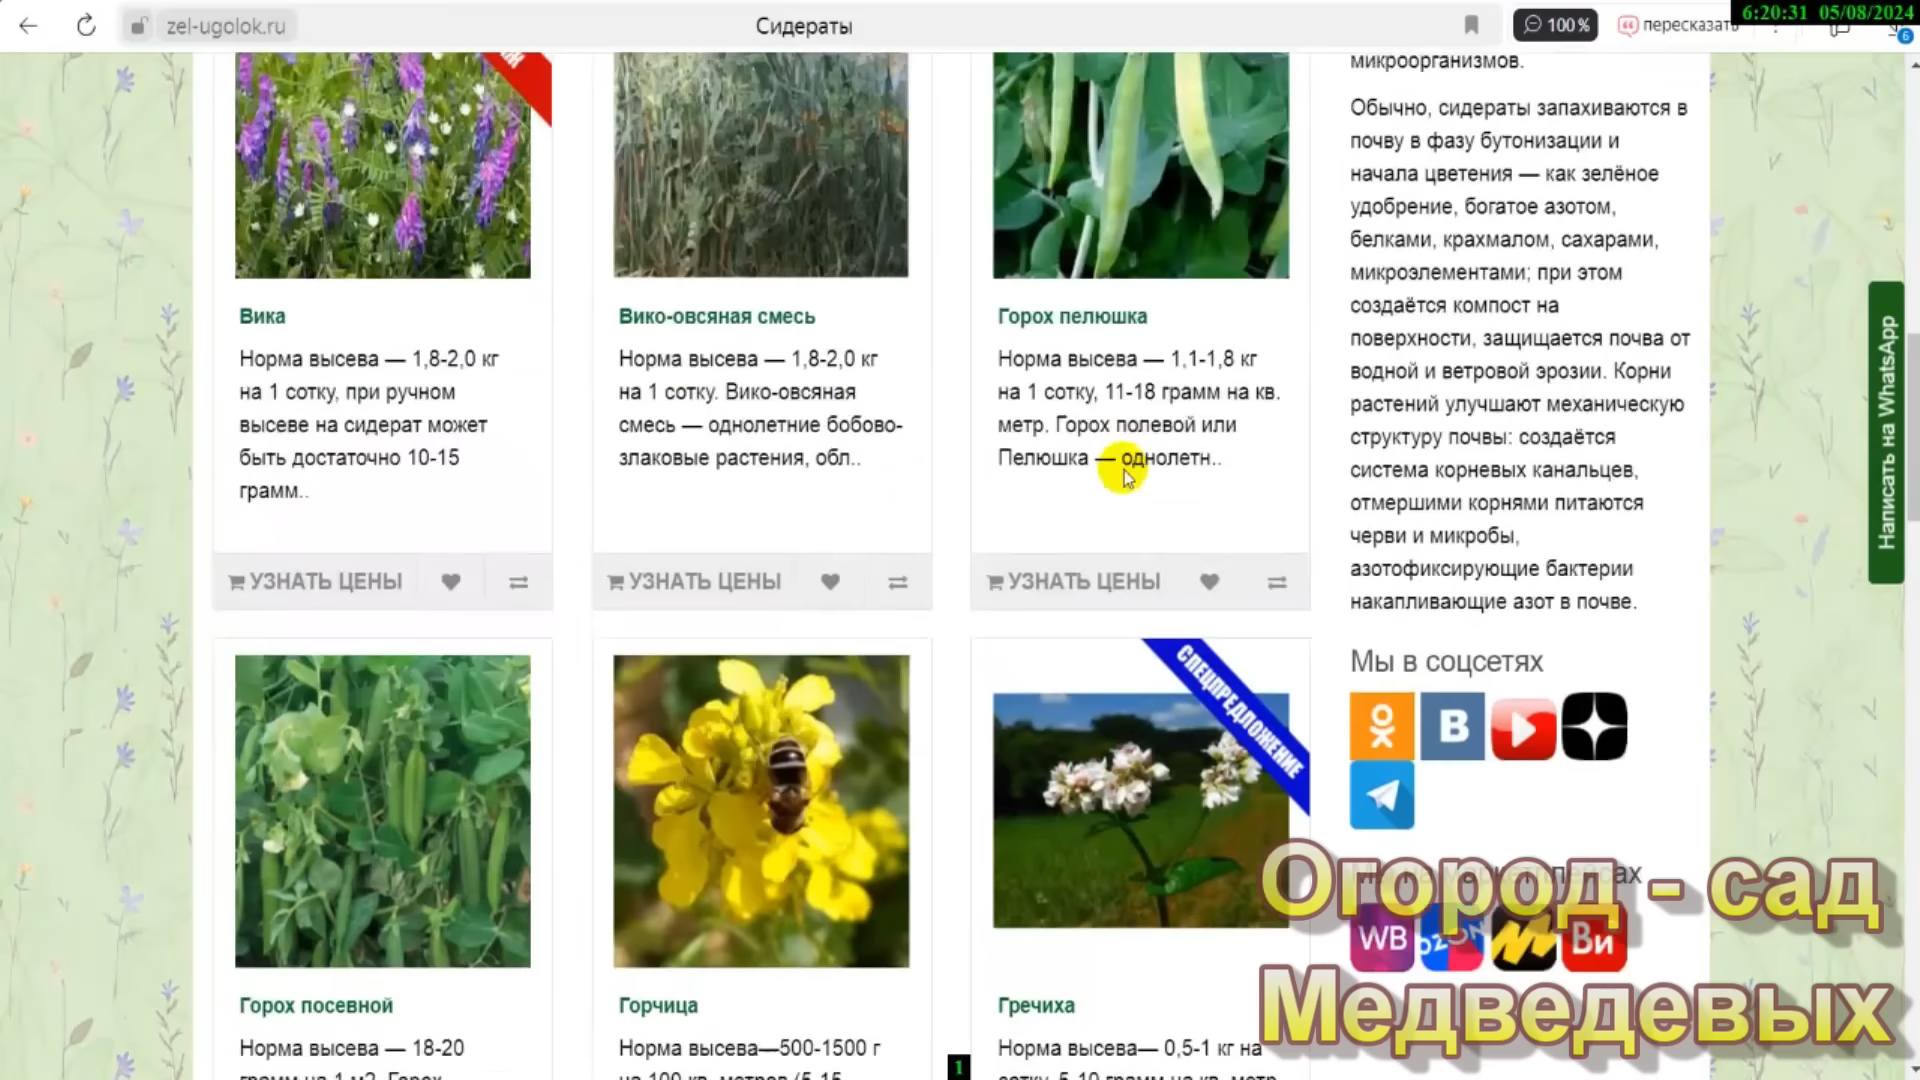 6:20:31 05/08/2024
zel-ugolok.ru
Сидераты
100 %
пересказать
6
микроорганизмов.
Обычно, сидераты запахиваются в
почву в фазу бутонизации и
начала цветения — как зелёное
удобрение, богатое азотом,
белками, крахмалом, сахарами,
микроэлементами; при этом
создаётся компост на
поверхности, защищается почва от
водной и ветровой эрозии. Корни
растений улучшают механическую
структуру почвы: создаётся
система корневых канальцев,
отмершими корнями питаются
черви и микробы,
азотофиксирующие бактерии
накапливающие азот в почве.
Вика
Норма высева — 1,8-2,0 кг
на 1 сотку, при ручном
высеве на сидерат может
быть достаточно 10-15
грамм..
УЗНАТЬ ЦЕНЫ
Вико-овсяная смесь
Норма высева — 1,8-2,0 кг
на 1 сотку. Вико-овсяная
смесь — однолетние бобово-
злаковые растения, обл..
УЗНАТЬ ЦЕНЫ
Горох пелюшка
Норма высева — 1,1-1,8 кг
на 1 сотку, 11-18 грамм на кв.
метр. Горох полевой или
Пелюшка — однолетн..
УЗНАТЬ ЦЕНЫ
Написать на WhatsApp
СПЕЦПРЕДЛОЖЕНИЕ
Мы в соцсетях
В
WB
OZON
Ви
Огород - сад
Медведевых
Горох посевной
Норма высева — 18-20
Горчица
Норма высева—500-1500 г
Гречиха
Норма высева— 0,5-1 кг на
1